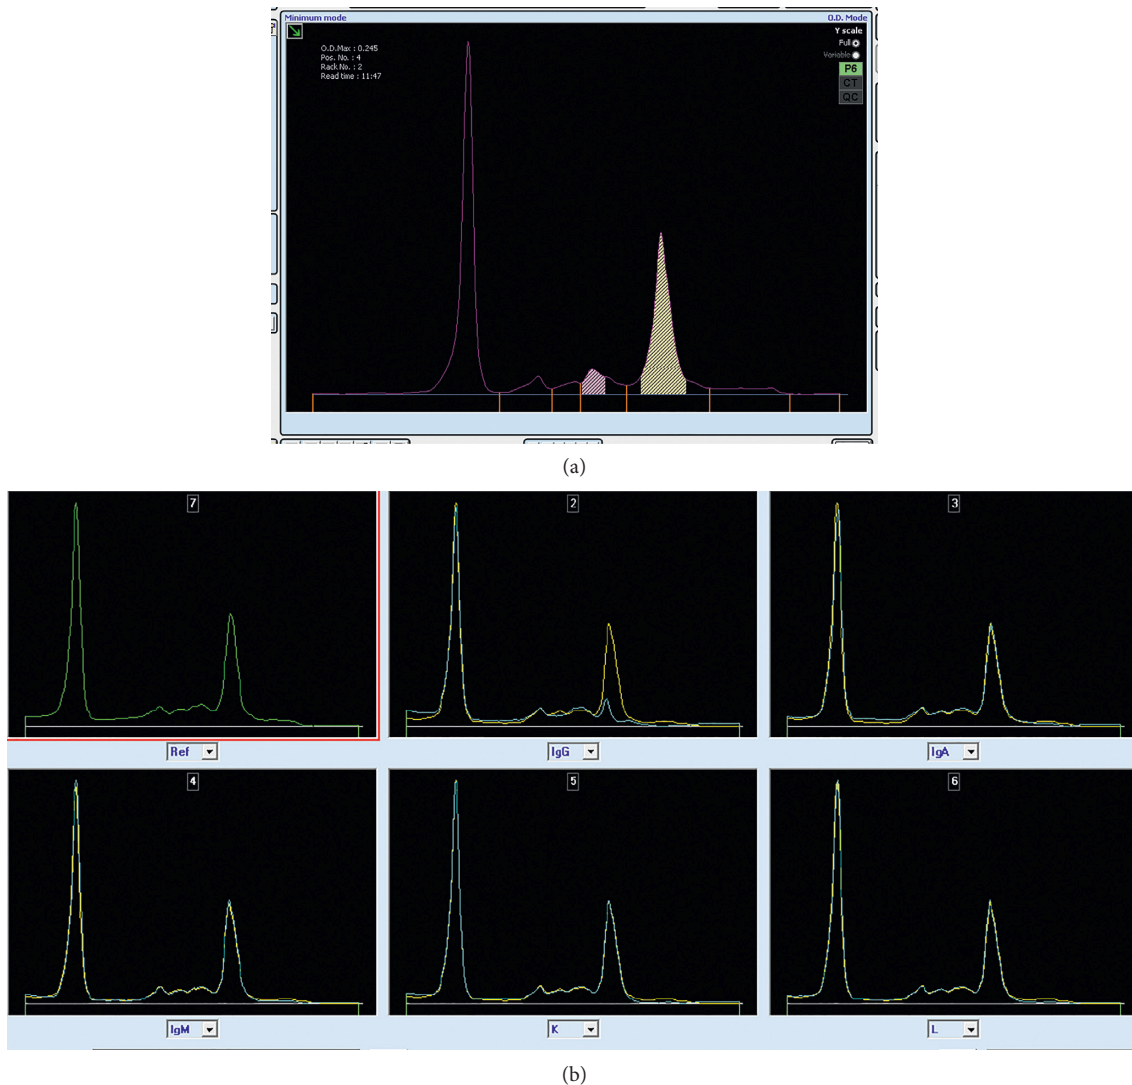 Minimum mode
O.D. Mode
O.D.Max : 0.245
Pos. No. : 4
Rack No. : 2
Read time : 11:47
Y scale
Full
Variable
P6
CT
QC
(a)
7
2
3
Ref
IgG
IgA
4
5
6
IgM
K
L
(b)